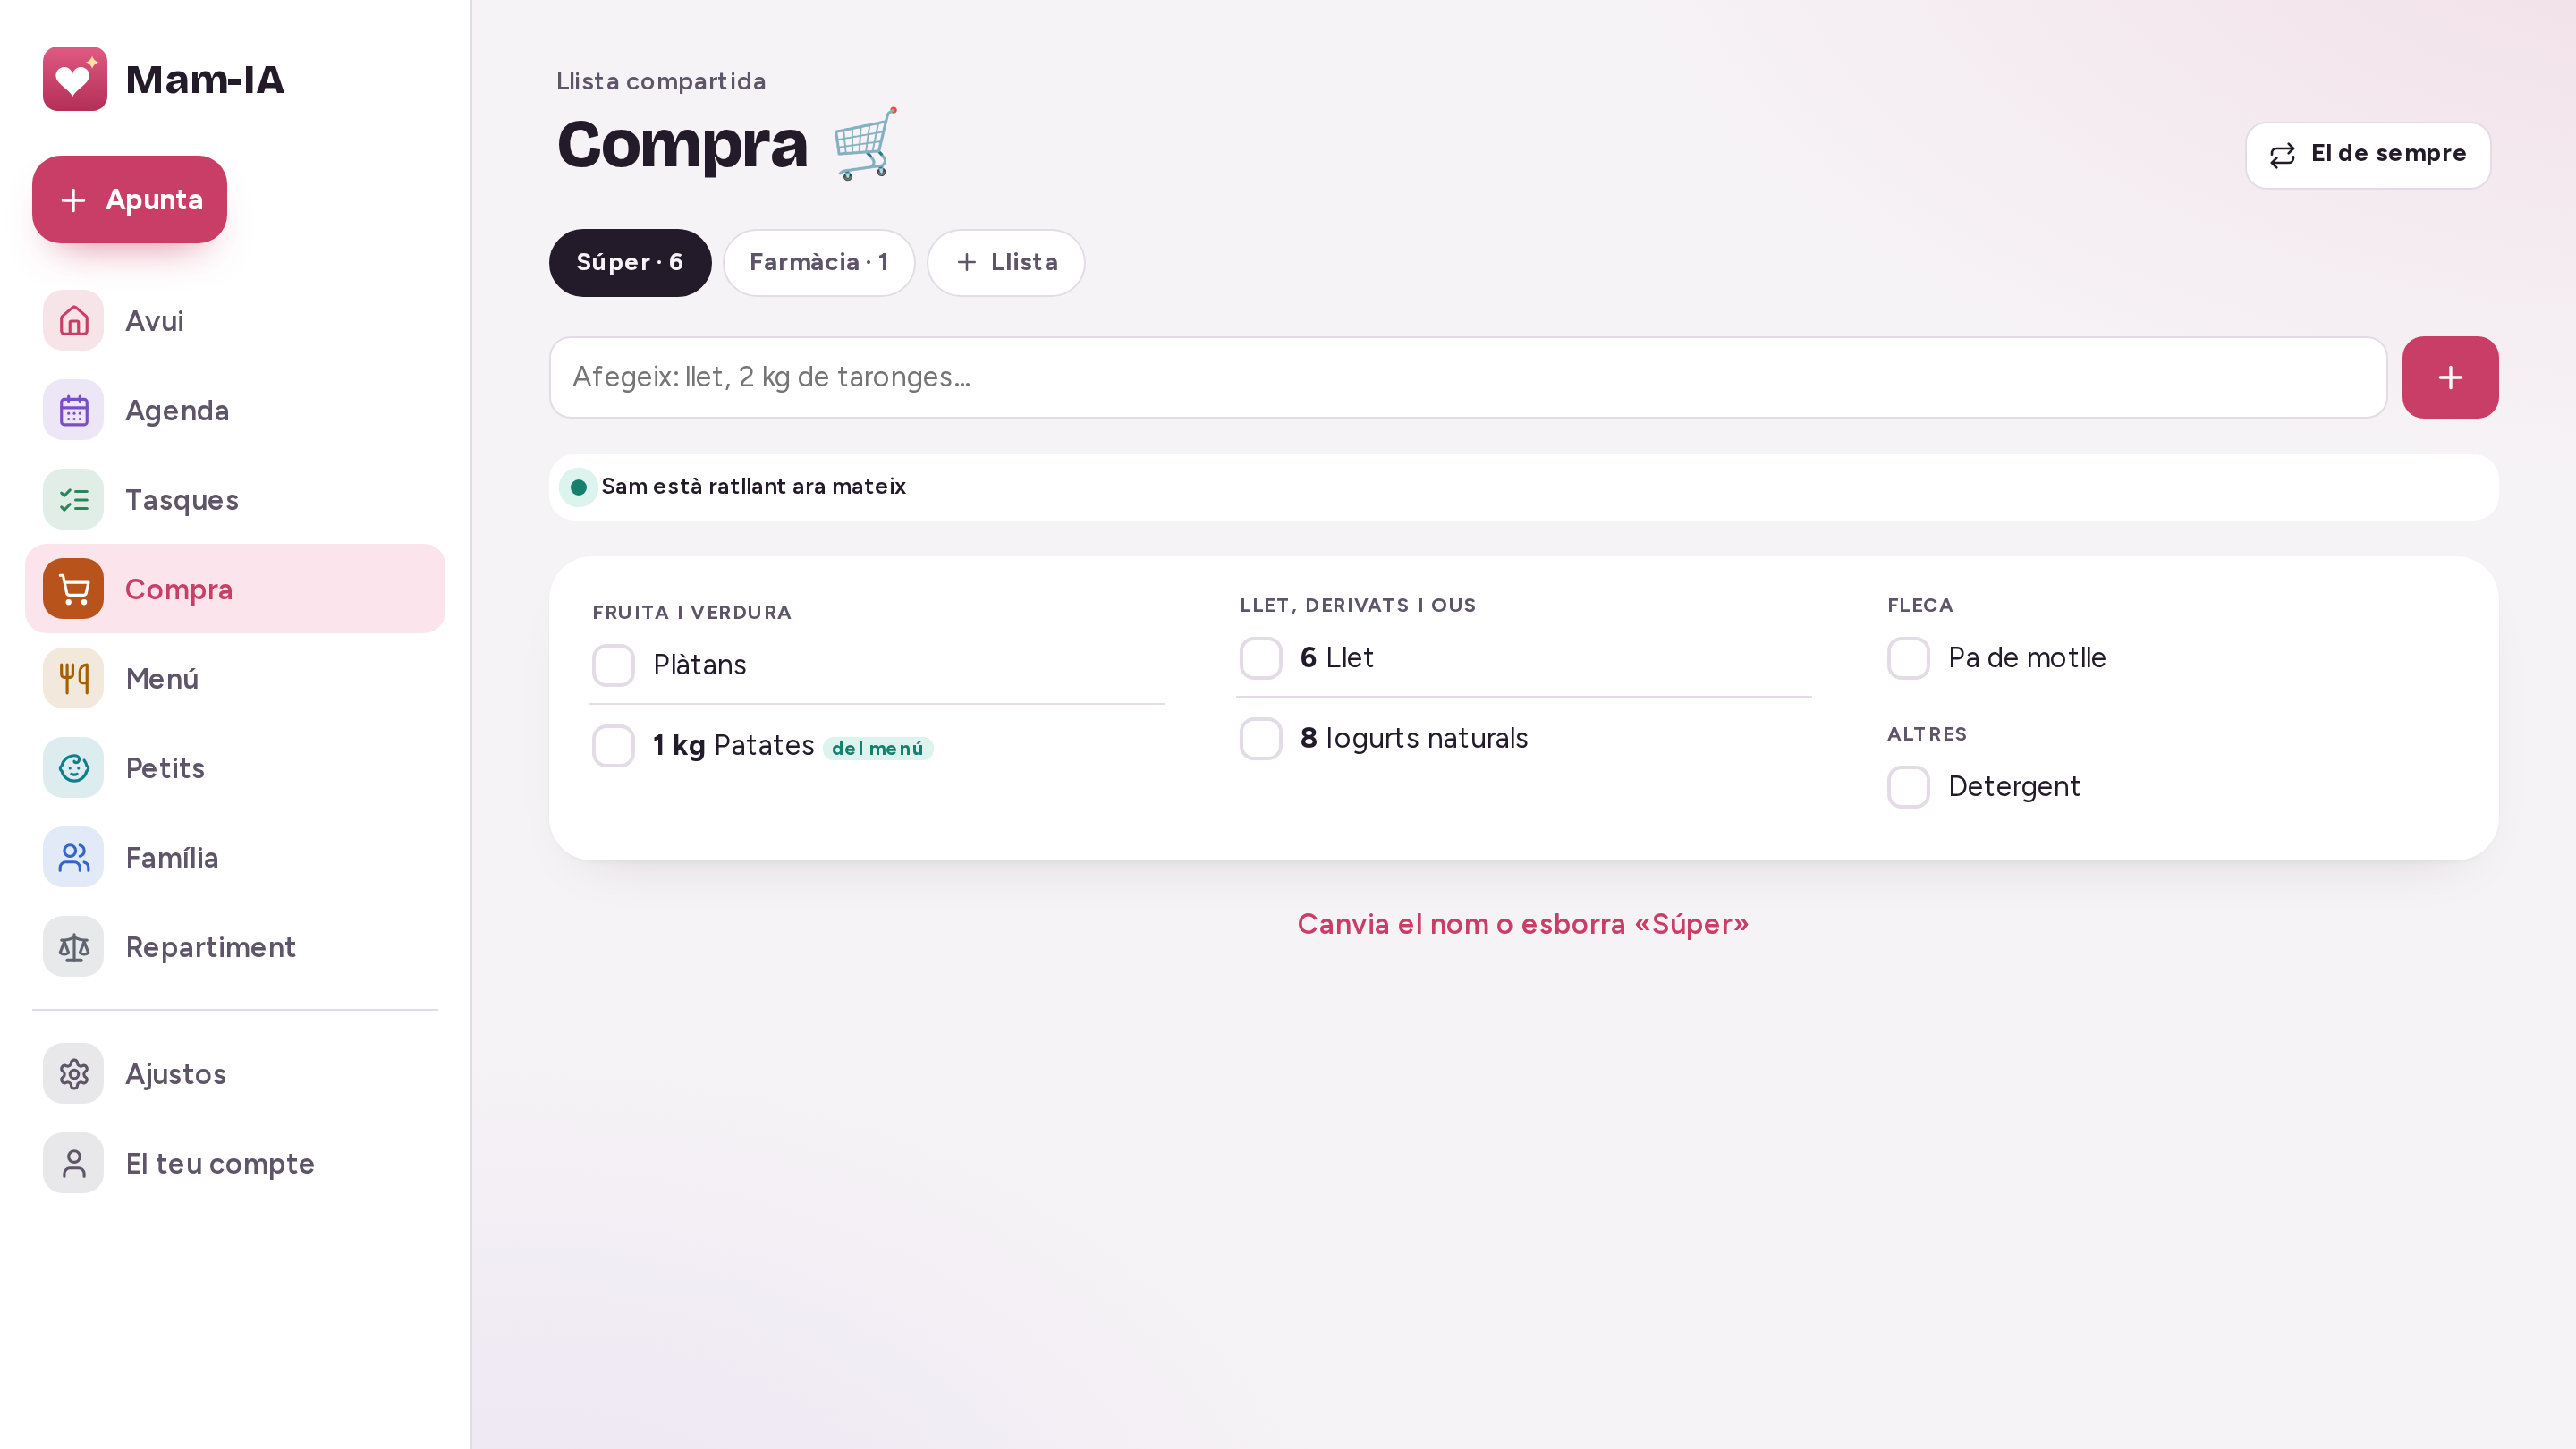 Mam-IA
Apunta
Avui
Agenda
Tasques
Compra
Menú
Petits
Família
Repartiment
Ajustos
El teu compte
Llista compartida
Compra
El de sempre
Súper · 6
Farmàcia · 1
Llista
Afegeix: llet, 2 kg de taronges...
Sam està ratllant ara mateix
FRUITA I VERDURA
Plàtans
1 kg Patates del menú
LLET, DERIVATS I OUS
6 Llet
8 Iogurts naturals
FLECA
Pa de motlle
ALTRES
Detergent
Canvia el nom o esborra «Súper»